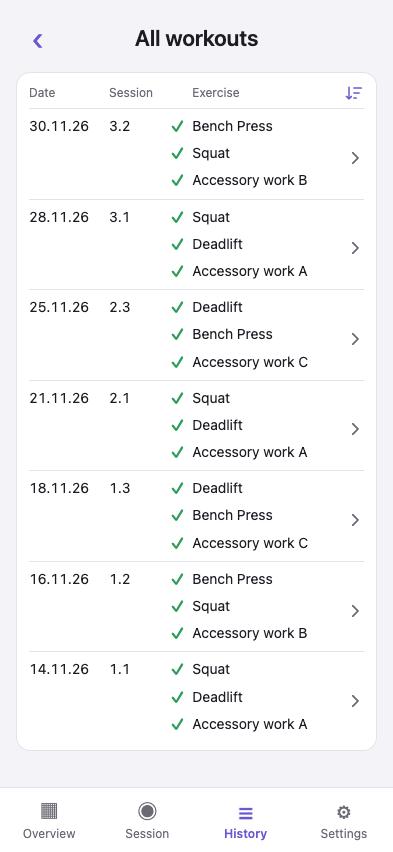 All workouts
Date Session Exercise
30.11.26 3.2 Bench Press
Squat
Accessory work B
28.11.26 3.1 Squat
Deadlift
Accessory work A
25.11.26 2.3 Deadlift
Bench Press
Accessory work C
21.11.26 2.1 Squat
Deadlift
Accessory work A
18.11.26 1.3 Deadlift
Bench Press
Accessory work C
16.11.26 1.2 Bench Press
Squat
Accessory work B
14.11.26 1.1 Squat
Deadlift
Accessory work A
Overview Session History Settings